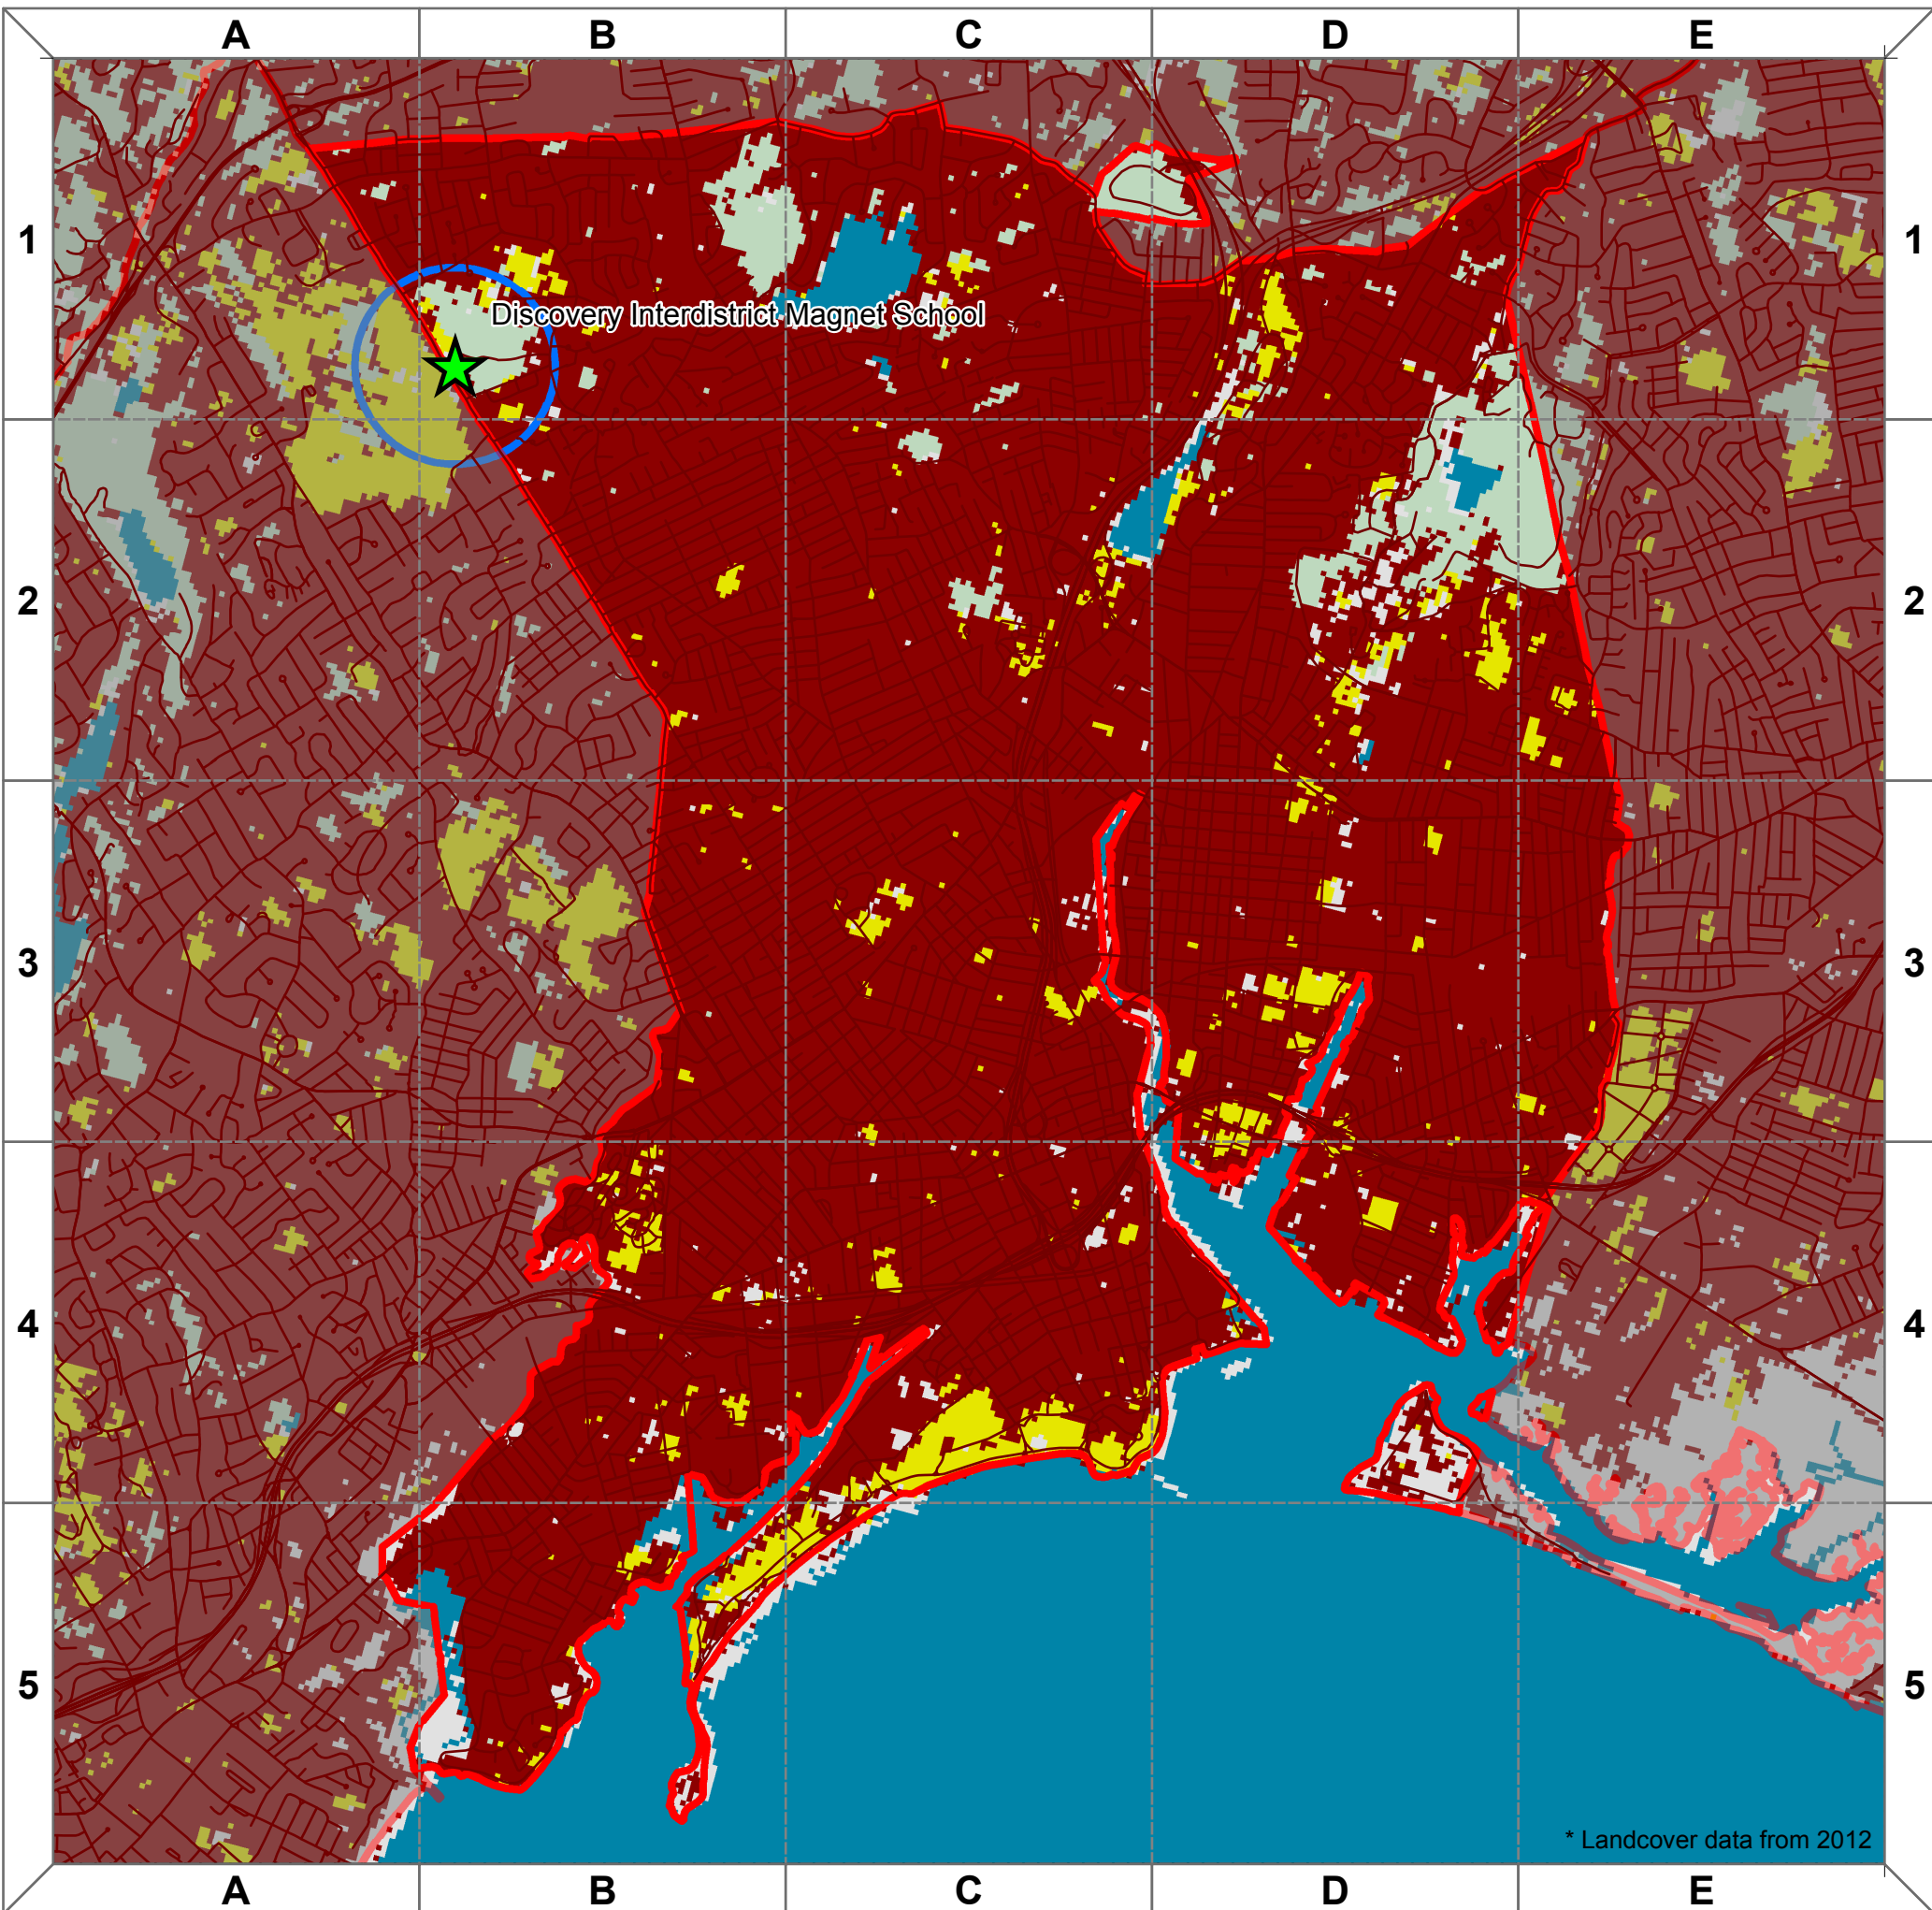 A B C D E
1 1
Discovery Interdistrict Magnet School
2 2
3 3
4 4
5 5
* Landcover data from 2012
A B C D E